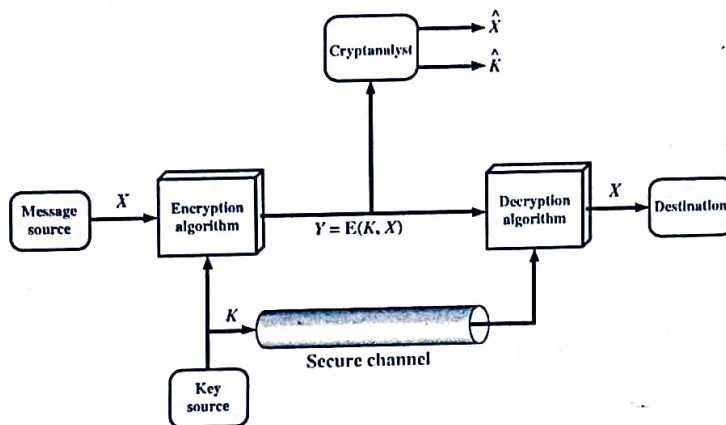 X̂
Cryptanalyst
K̂
Message
source
X
Encryption
algorithm
Y = E(K, X)
Decryption
algorithm
X
Destination
K
Secure channel
Key
source